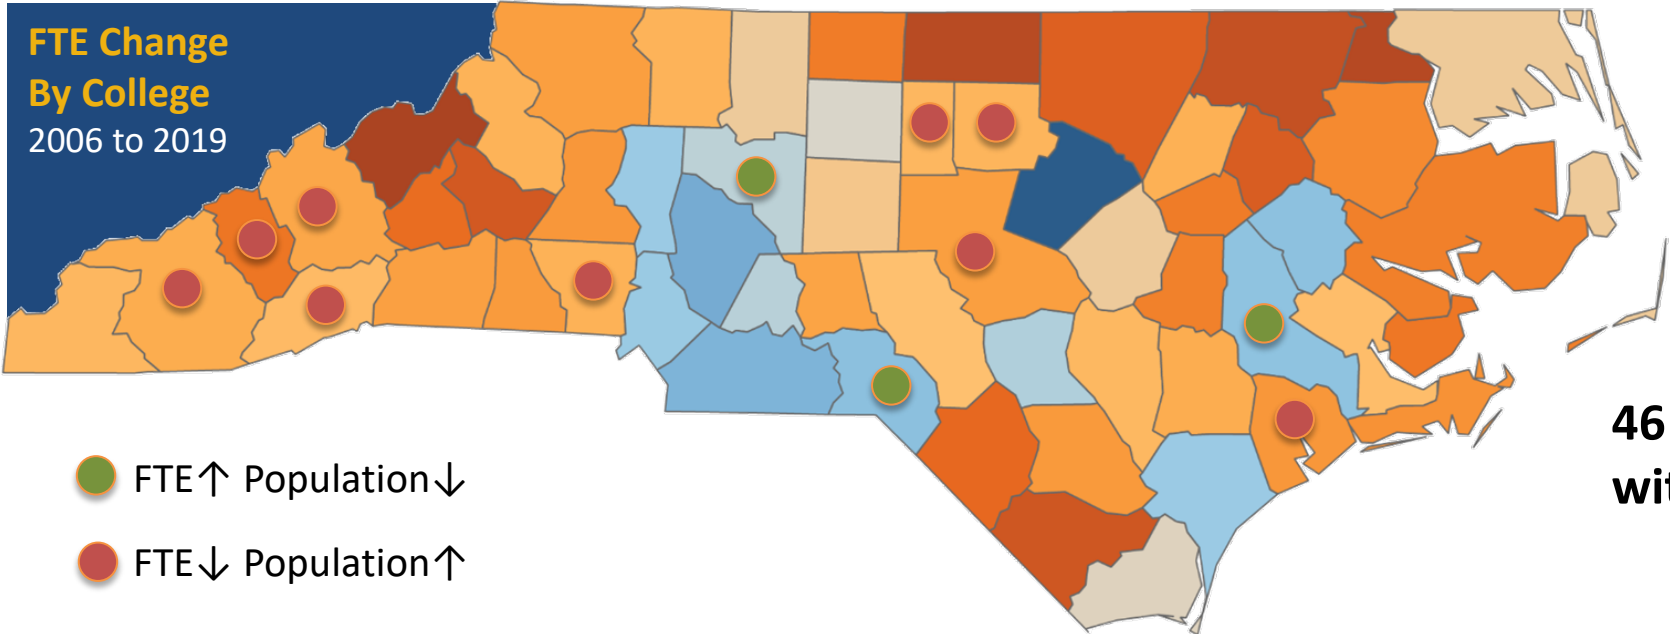 FTE Change
By College
2006 to 2019
FTE↑ Population↓
FTE↓ Population↑
46